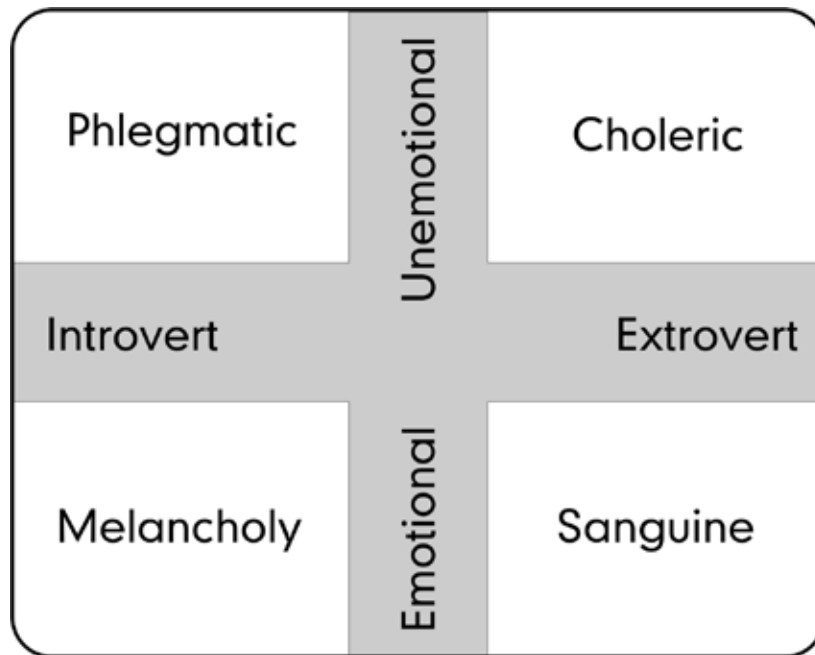 Phlegmatic
Unemotional
Choleric
Introvert
Extrovert
Melancholy
Emotional
Sanguine